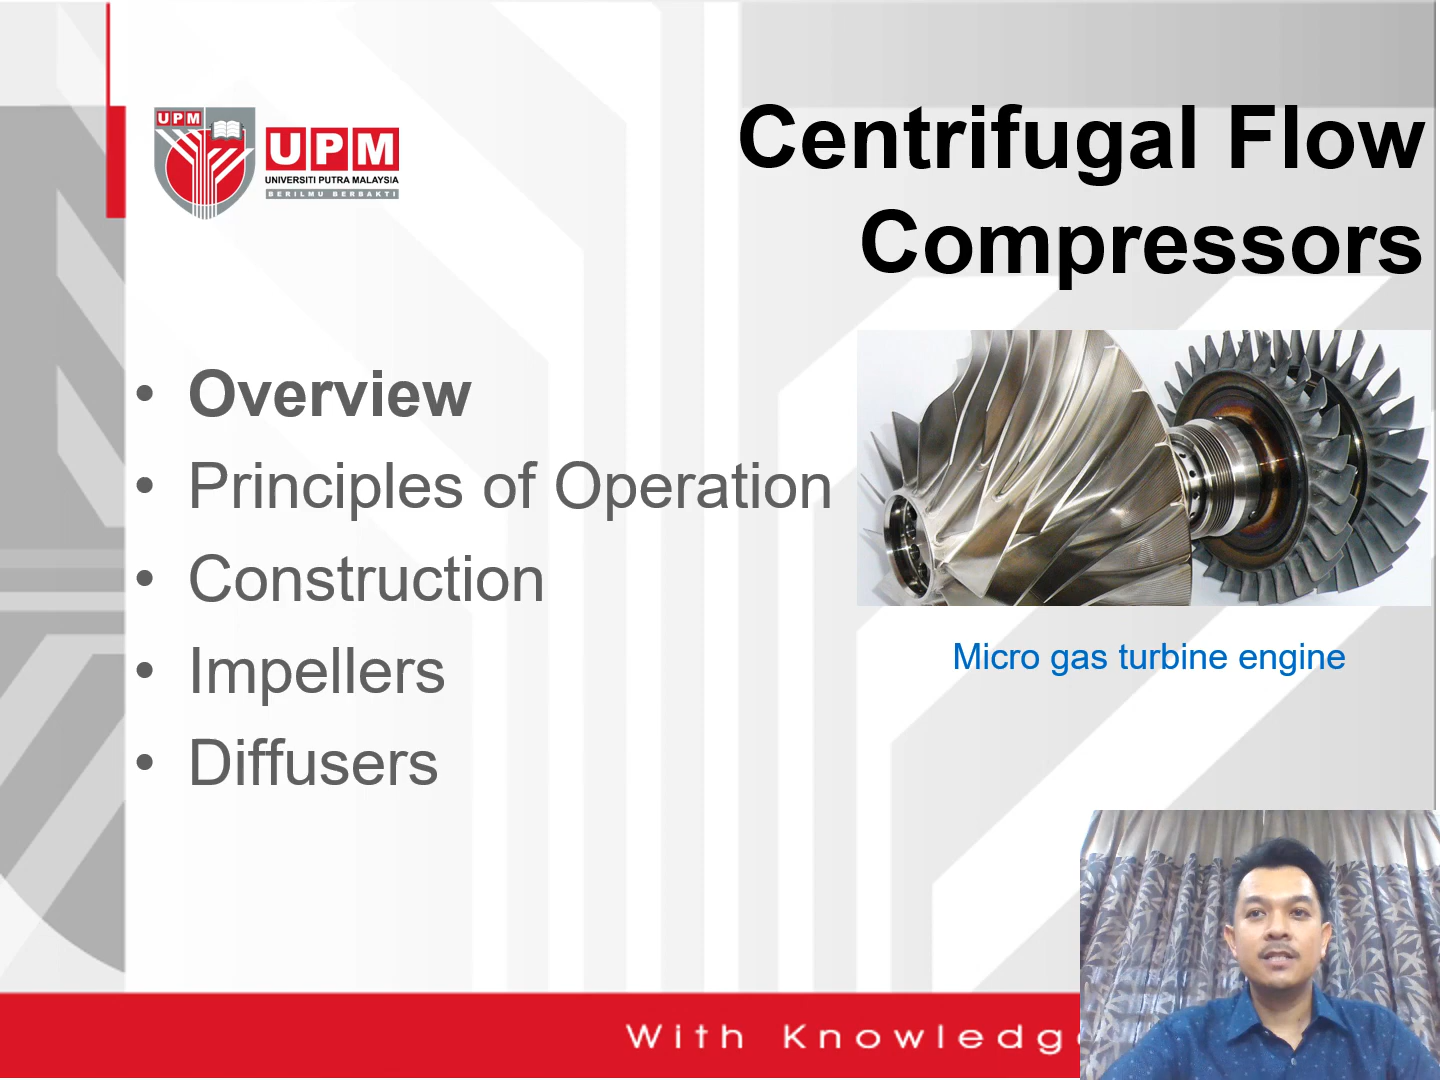 UPM
UPM
UNIVERSITI PUTRA MALAYSIA
BERILMU BERBAKTI
Centrifugal Flow
Compressors
• Overview
• Principles of Operation
• Construction
• Impellers
• Diffusers
Micro gas turbine engine
With Knowledge